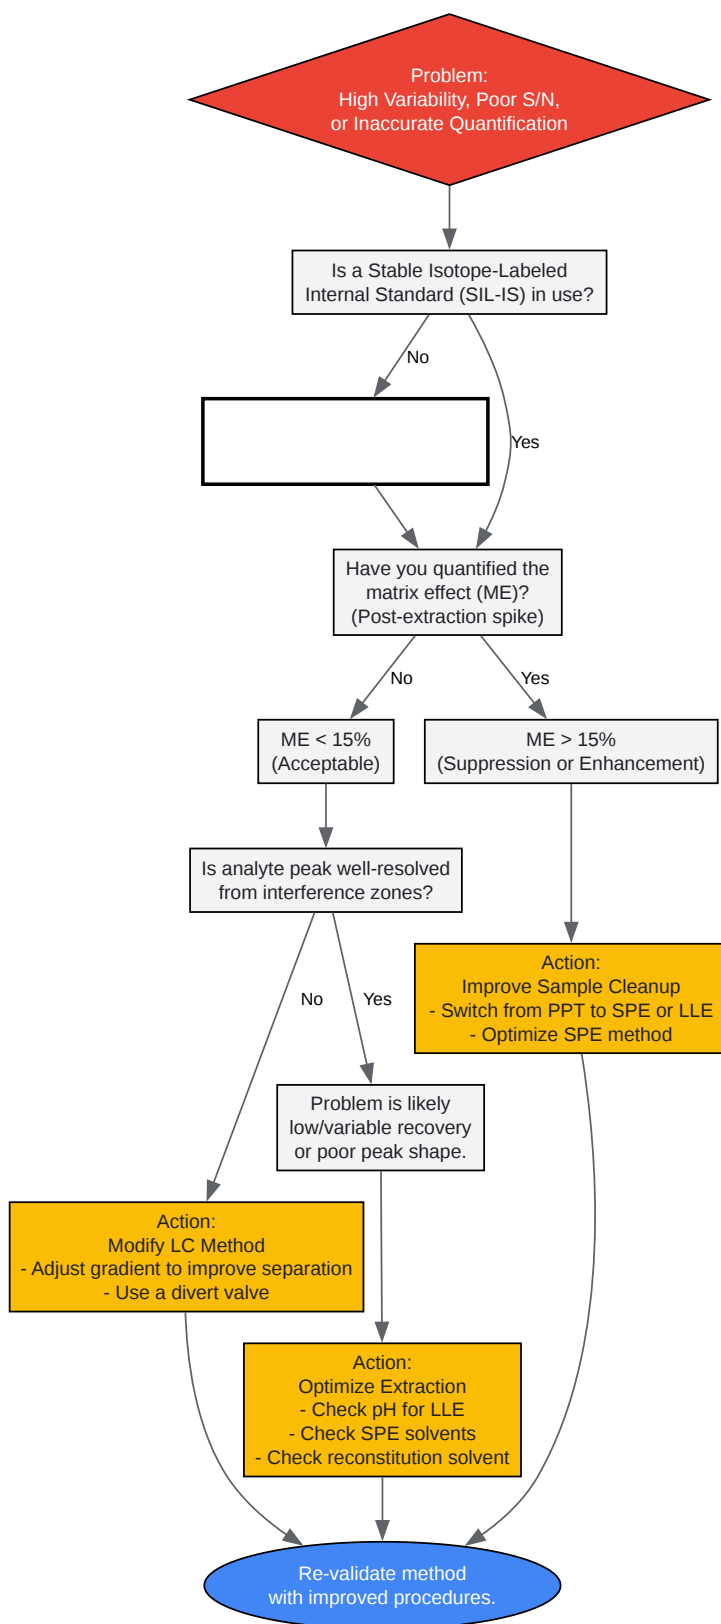 Problem:
High Variability, Poor S/N,
or Inaccurate Quantification
Is a Stable Isotope-Labeled
Internal Standard (SIL-IS) in use?
No
Yes
Have you quantified the
matrix effect (ME)?
(Post-extraction spike)
No
Yes
ME < 15%
(Acceptable)
ME > 15%
(Suppression or Enhancement)
Is analyte peak well-resolved
from interference zones?
Action:
Improve Sample Cleanup
- Switch from PPT to SPE or LLE
- Optimize SPE method
No
Yes
Problem is likely
low/variable recovery
or poor peak shape.
Action:
Modify LC Method
- Adjust gradient to improve separation
- Use a divert valve
Action:
Optimize Extraction
- Check pH for LLE
- Check SPE solvents
- Check reconstitution solvent
Re-validate method
with improved procedures.